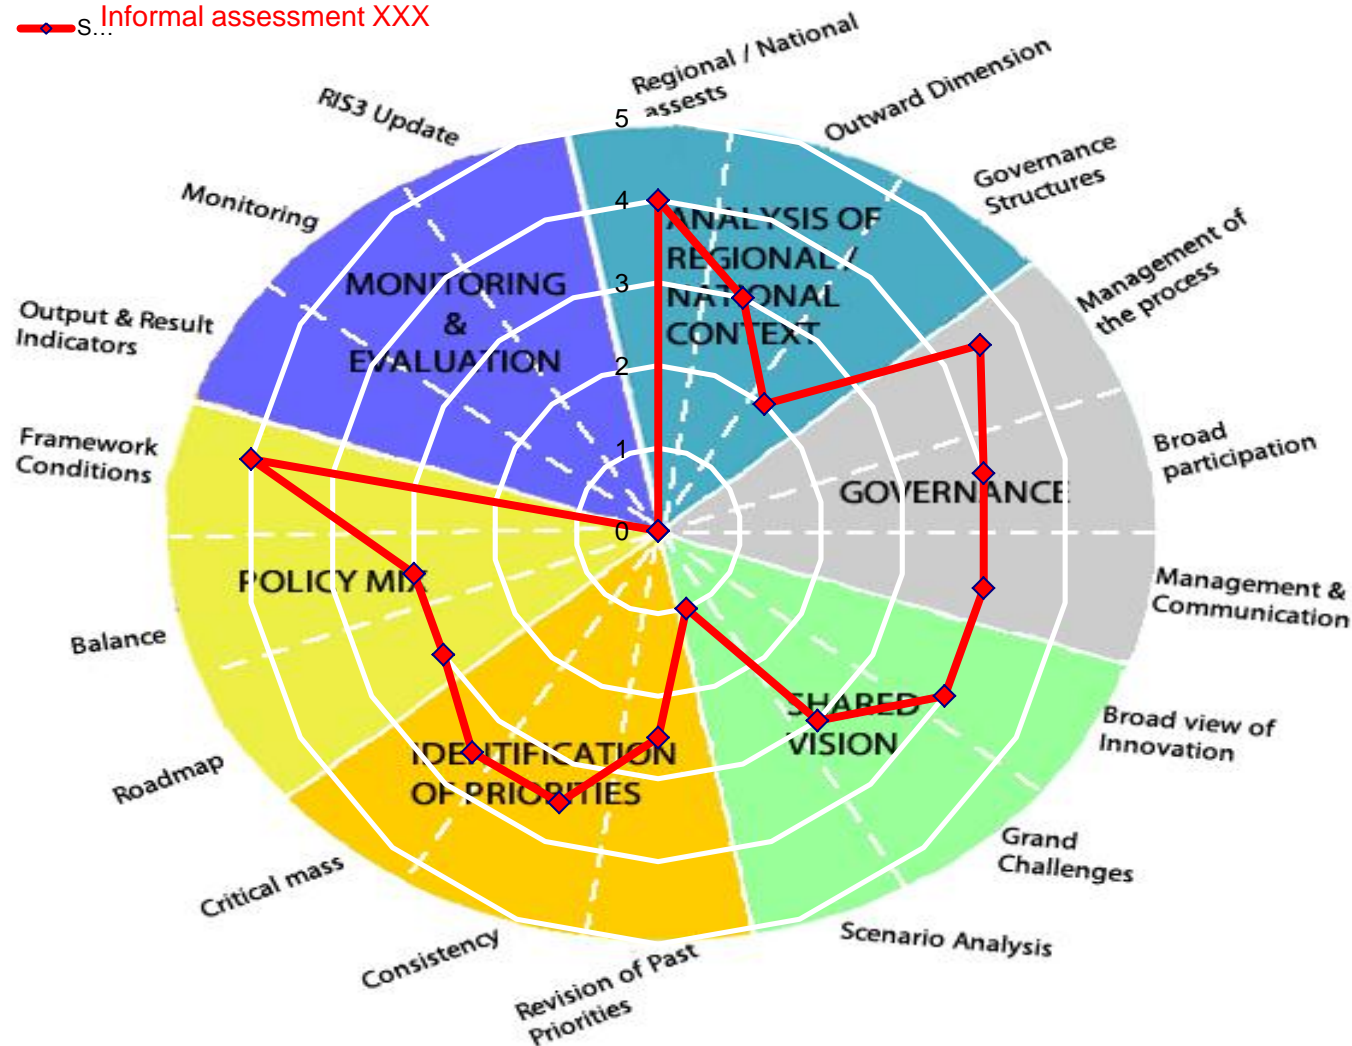 S... Informal assessment XXX
Regional / National
assests
Outward Dimension
Governance
Structures
Management of
the process
Broad
participation
Management &
Communication
Broad view of
Innovation
Grand
Challenges
Scenario Analysis
Revision of Past
Priorities
Consistency
Critical mass
Roadmap
Balance
Framework
Conditions
Output & Result
Indicators
Monitoring
RIS3 Update
5
4
3
2
1
0
ANALYSIS OF
REGIONAL /
NATIONAL
CONTEXT
GOVERNANCE
SHARED
VISION
IDENTIFICATION
OF PRIORITIES
POLICY MIX
MONITORING
&
EVALUATION